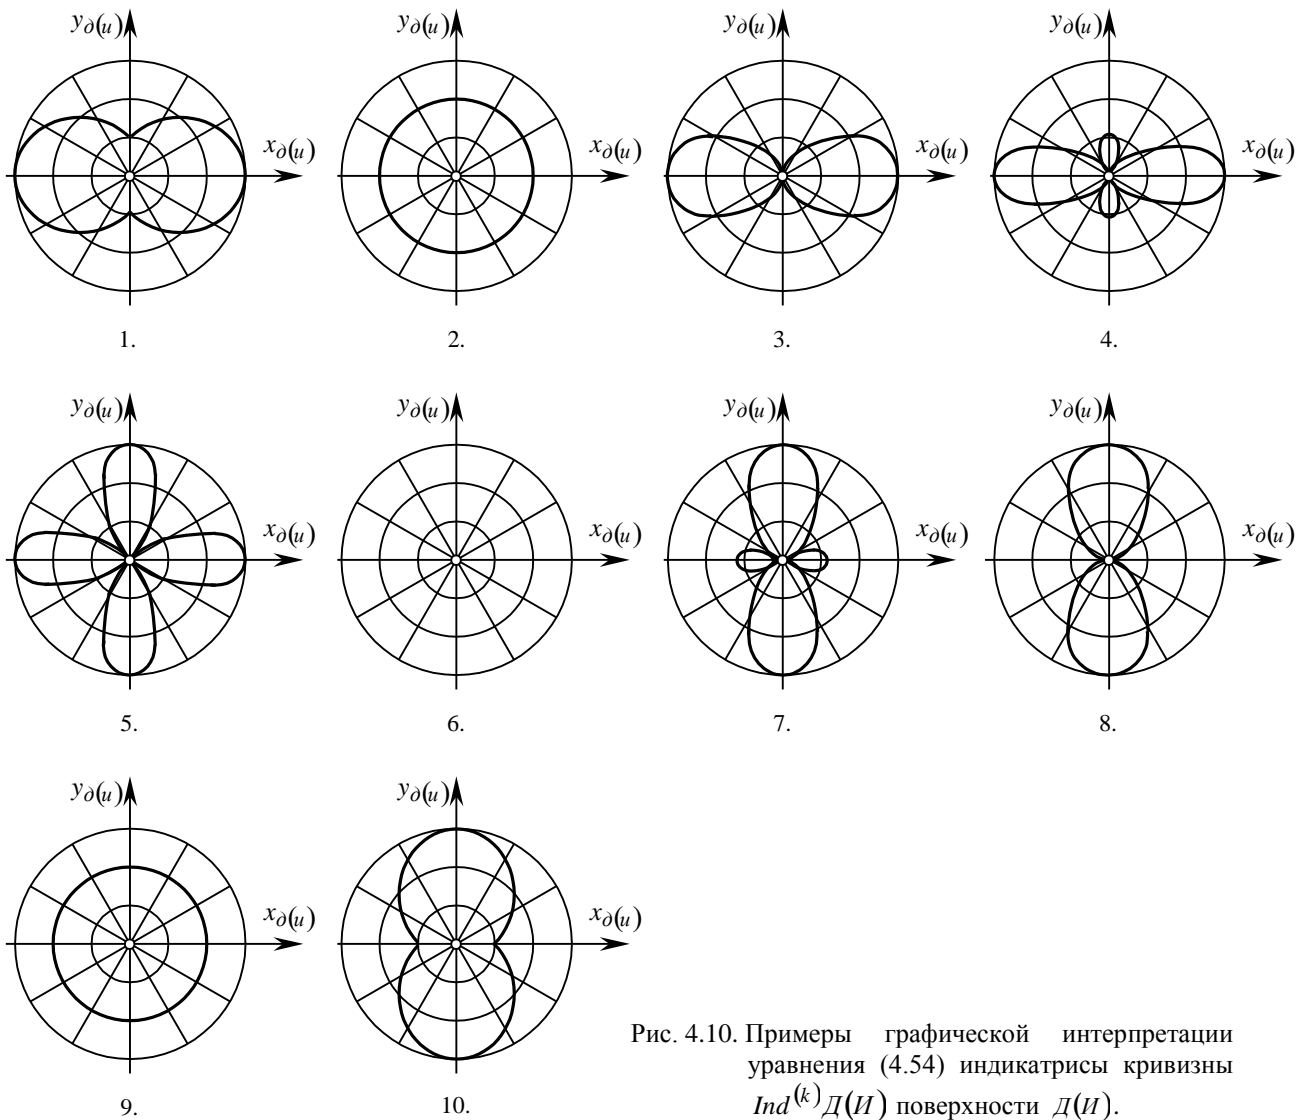 y∂(u) y∂(u) y∂(u) y∂(u)
x∂(u) x∂(u) x∂(u) x∂(u)
1. 2. 3. 4.
y∂(u) y∂(u) y∂(u) y∂(u)
x∂(u) x∂(u) x∂(u) x∂(u)
5. 6. 7. 8.
y∂(u) y∂(u)
x∂(u) x∂(u)
9. 10.
Рис. 4.10. Примеры графической интерпретации
уравнения (4.54) индикатрисы кривизны
Ind^(k) Д(И) поверхности Д(И).